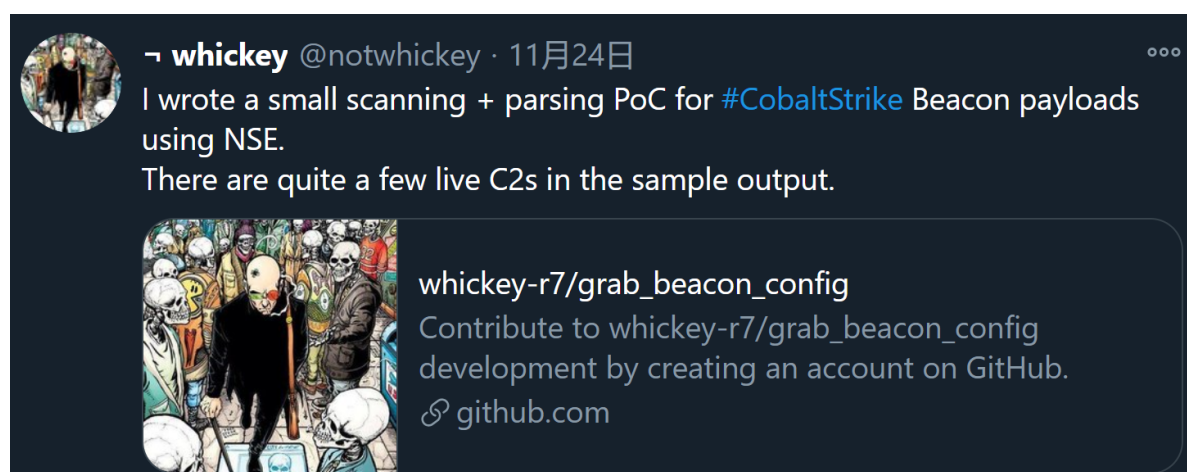 ¬ whickey @notwhickey · 11月24日
I wrote a small scanning + parsing PoC for #CobaltStrike Beacon payloads
using NSE.
There are quite a few live C2s in the sample output.
whickey-r7/grab_beacon_config
Contribute to whickey-r7/grab_beacon_config
development by creating an account on GitHub.
github.com